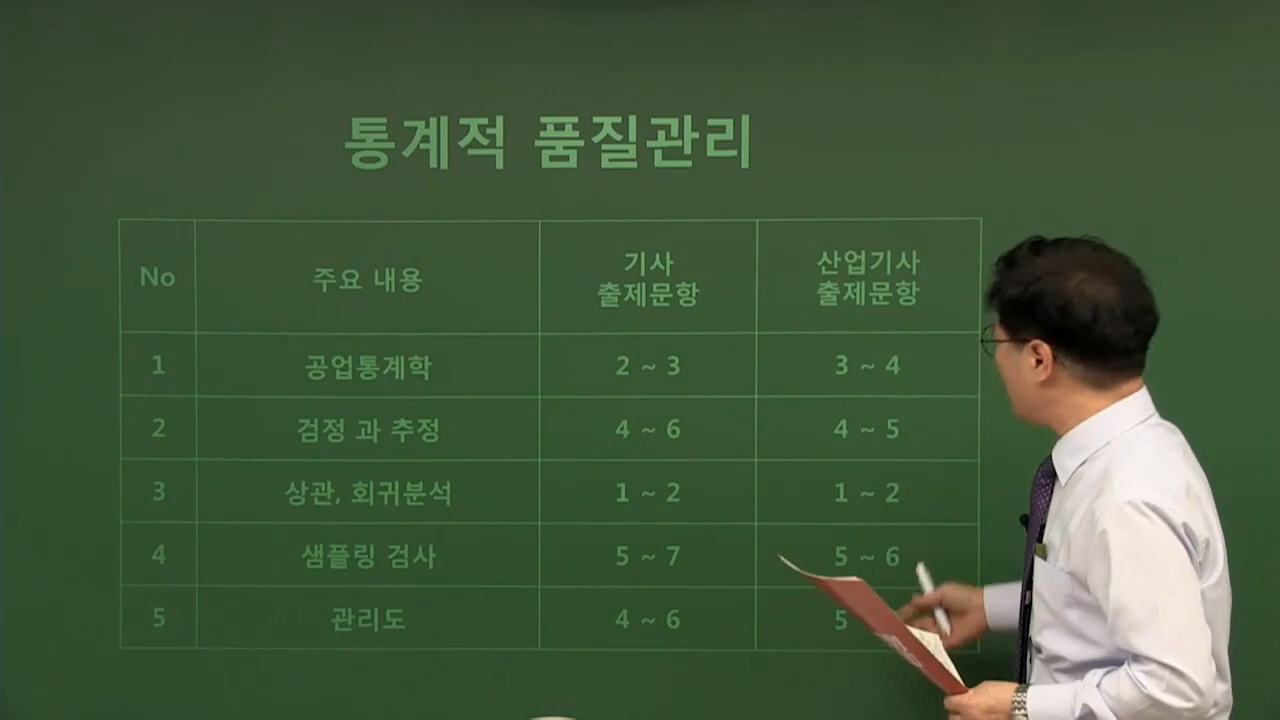 통계적 품질관리
No 주요 내용 기사 출제문항 산업기사 출제문항
1 공업통계학 2 ~ 3 3 ~ 4
2 검정 과 추정 4 ~ 6 4 ~ 5
3 상관, 회귀분석 1 ~ 2 1 ~ 2
4 샘플링 검사 5 ~ 7 5 ~ 6
5 관리도 4 ~ 6 5